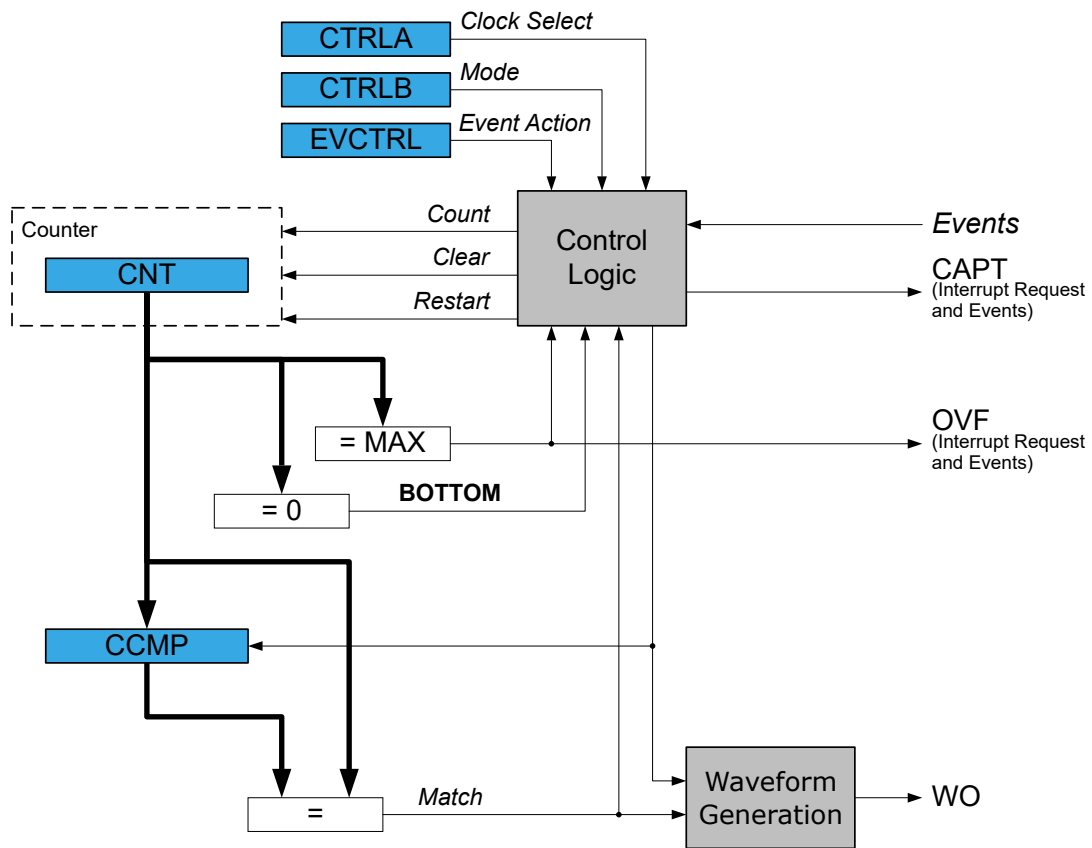 CTRLA
Clock Select
CTRLB
Mode
EVCTRL
Event Action
Counter
CNT
Count
Clear
Restart
Control
Logic
Events
CAPT
(Interrupt Request
and Events)
= MAX
OVF
(Interrupt Request
and Events)
= 0
BOTTOM
CCMP
=
Match
Waveform
Generation
WO